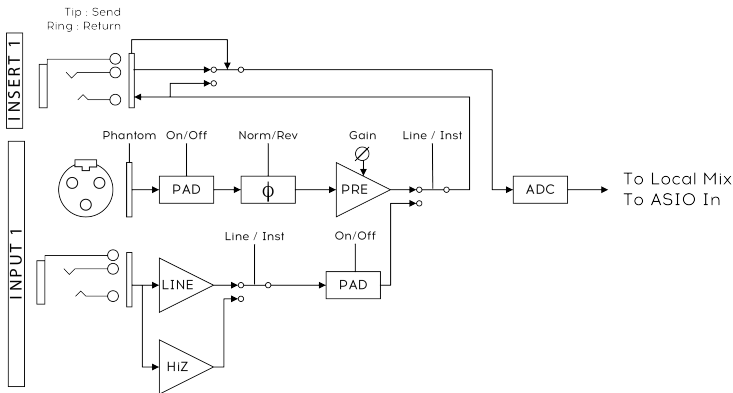 Tip : Send
Ring : Return
INSERT 1
Phantom
On/Off
Norm/Rev
Gain
Line / Inst
PAD
ϕ
PRE
ADC
To Local Mix
To ASIO In
INPUT 1
Line / Inst
On/Off
LINE
PAD
HiZ